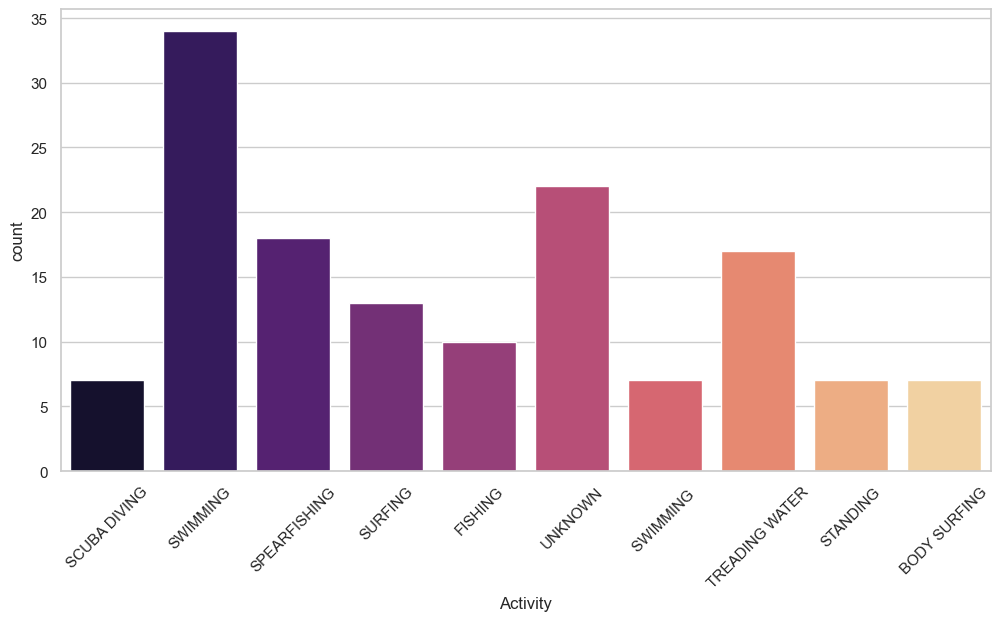 35
30
25
20
15
10
5
0
count
SCUBA DIVING
SWIMMING
SPEARFISHING
SURFING
FISHING
UNKNOWN
SWIMMING
TREADING WATER
STANDING
BODY SURFING
Activity